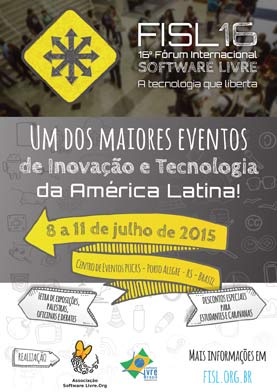 FISL16
16º Fórum Internacional
SOFTWARE LIVRE
A tecnologia que liberta
Um dos maiores eventos
de Inovação e Tecnologia
da América Latina!
8 a 11 de julho de 2015
Centro de Eventos PUCRS - Porto Alegre - RS - Brasil
Feira de exposições,
palestras,
oficinas e debates
Descontos especiais
para
estudantes e caravanas
Realização
Associação
Software Livre.Org
Mais informações em
fisl.org.br